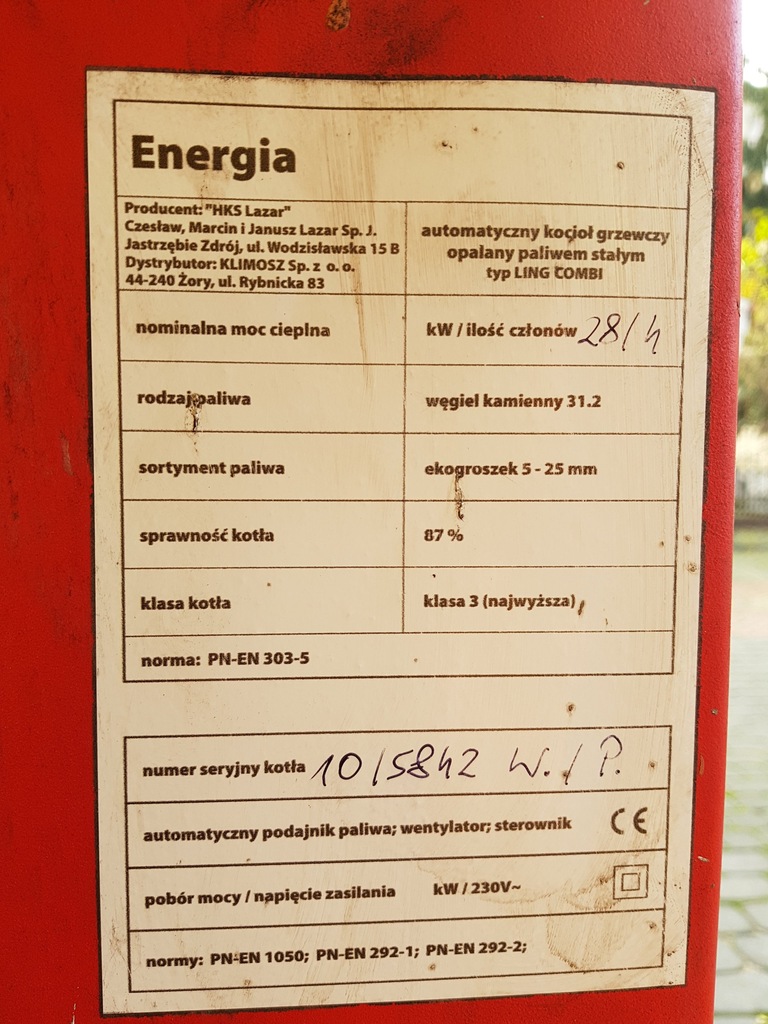 Energia
Producent: "HKS Lazar"
Czesław, Marcin i Janusz Lazar Sp. J.
Jastrzębie Zdrój, ul. Wodzisławska 15 B
Dystrybutor: KLIMOSZ Sp. z o. o.
44-240 Żory, ul. Rybnicka 83
automatyczny kocioł grzewczy
opalany paliwem stałym
typ LING COMBI
nominalna moc cieplna kW / ilość członów 28/4
rodzaj paliwa węgiel kamienny 31.2
sortyment paliwa ekogroszek 5 - 25 mm
sprawność kotła 87 %
klasa kotła klasa 3 (najwyższa)
norma: PN-EN 303-5
numer seryjny kotła 10/5842 W./P.
automatyczny podajnik paliwa; wentylator; sterownik CE
pobór mocy / napięcie zasilania kW / 230V~
normy: PN-EN 1050; PN-EN 292-1; PN-EN 292-2;